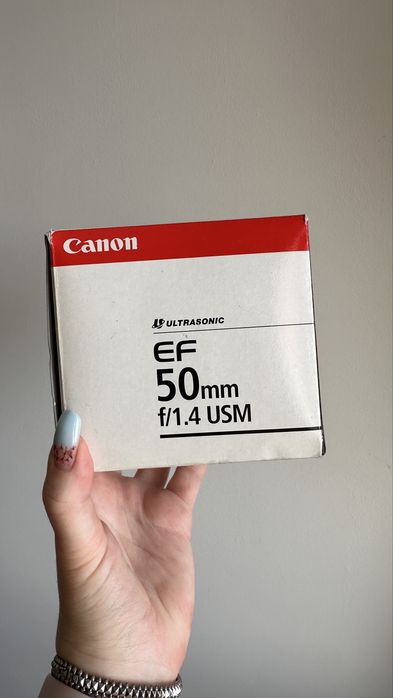 Canon
ULTRASONIC
EF
50mm
f/1.4 USM